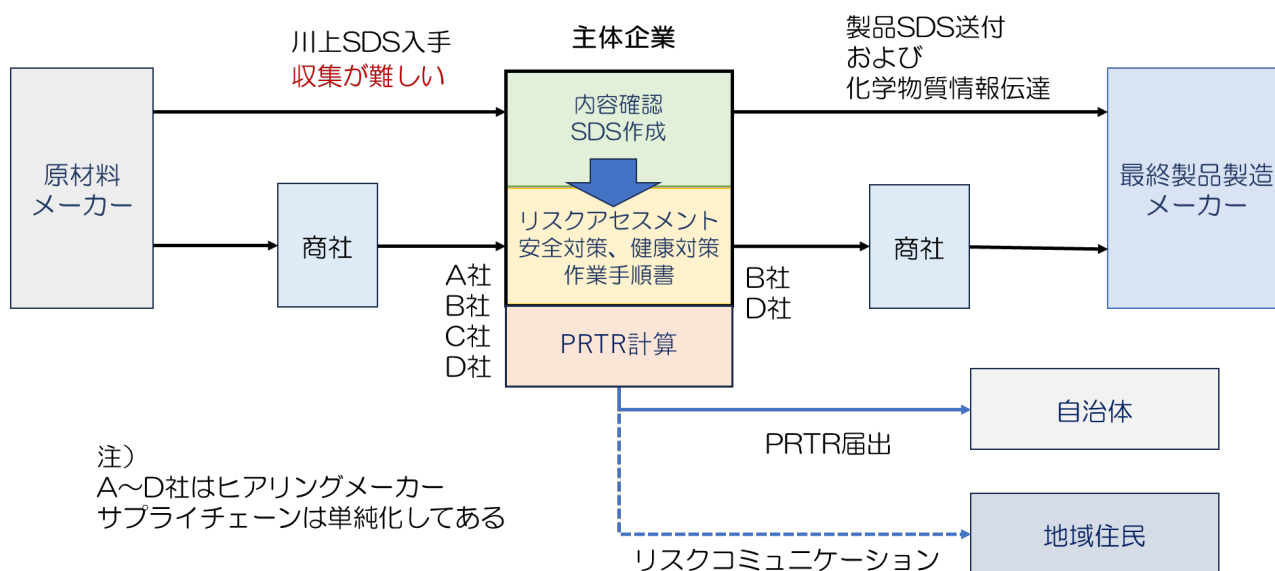 川上SDS入手
収集が難しい
主体企業
製品SDS送付
および
化学物質情報伝達
原材料
メーカー
商社
内容確認
SDS作成
リスクアセスメント
安全対策、健康対策
作業手順書
PRTR計算
A社
B社
C社
D社
B社
D社
商社
最終製品製造
メーカー
自治体
PRTR届出
地域住民
リスクコミュニケーション
注）
A～D社はヒアリングメーカー
サプライチェーンは単純化してある